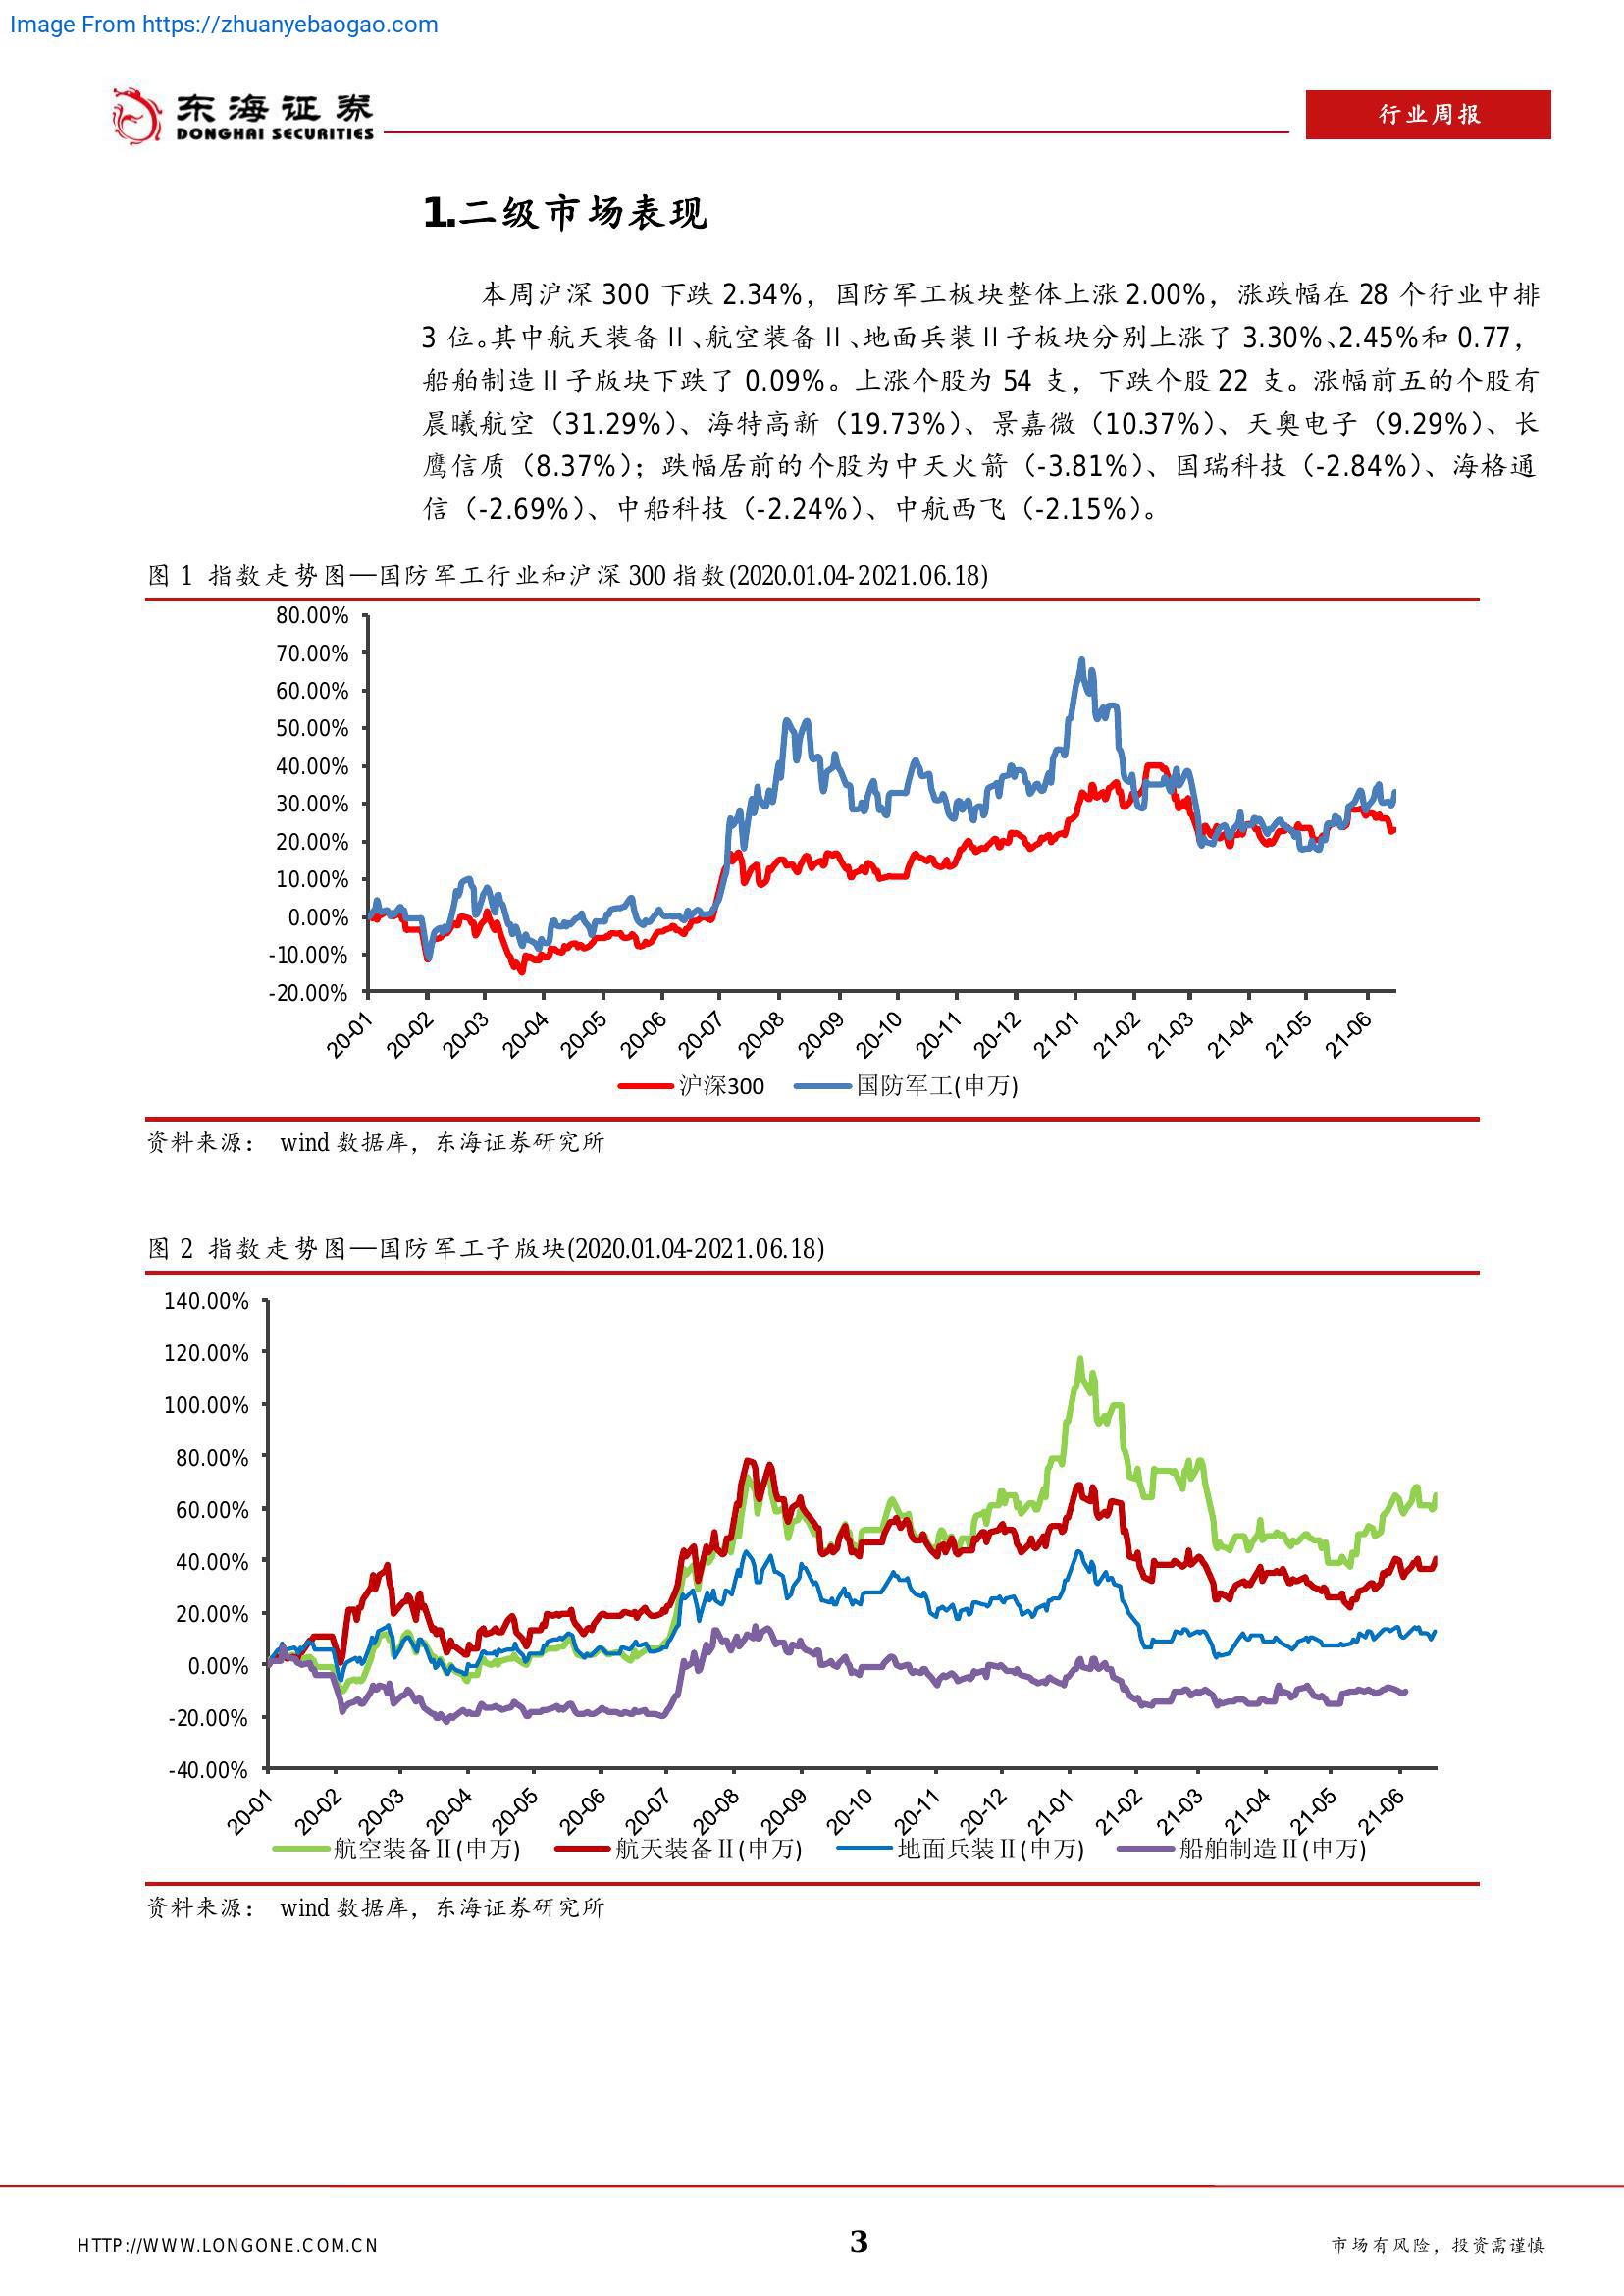 Image From https://zhuanyebaogao.com
东海证券
DONGHAI SECURITIES
行业周报
1.二级市场表现
本周沪深 300 下跌 2.34%，国防军工板块整体上涨 2.00%，涨跌幅在 28 个行业中排
3 位。其中航天装备Ⅱ、航空装备Ⅱ、地面兵装Ⅱ子板块分别上涨了 3.30%、2.45%和 0.77，
船舶制造Ⅱ子版块下跌了 0.09%。上涨个股为 54 支，下跌个股 22 支。涨幅前五的个股有
晨曦航空（31.29%）、海特高新（19.73%）、景嘉微（10.37%）、天奥电子（9.29%）、长
鹰信质（8.37%）；跌幅居前的个股为中天火箭（-3.81%）、国瑞科技（-2.84%）、海格通
信（-2.69%）、中船科技（-2.24%）、中航西飞（-2.15%）。
图 1 指数走势图—国防军工行业和沪深 300 指数(2020.01.04-2021.06.18)
80.00%
70.00%
60.00%
50.00%
40.00%
30.00%
20.00%
10.00%
0.00%
-10.00%
-20.00%
20-01 20-02 20-03 20-04 20-05 20-06 20-07 20-08 20-09 20-10 20-11 20-12 21-01 21-02 21-03 21-04 21-05 21-06
沪深300 国防军工(申万)
资料来源： wind 数据库，东海证券研究所
图 2 指数走势图—国防军工子版块(2020.01.04-2021.06.18)
140.00%
120.00%
100.00%
80.00%
60.00%
40.00%
20.00%
0.00%
-20.00%
-40.00%
20-01 20-02 20-03 20-04 20-05 20-06 20-07 20-08 20-09 20-10 20-11 20-12 21-01 21-02 21-03 21-04 21-05 21-06
航空装备Ⅱ(申万) 航天装备Ⅱ(申万) 地面兵装Ⅱ(申万) 船舶制造Ⅱ(申万)
资料来源： wind 数据库，东海证券研究所
HTTP://WWW.LONGONE.COM.CN 3 市场有风险，投资需谨慎